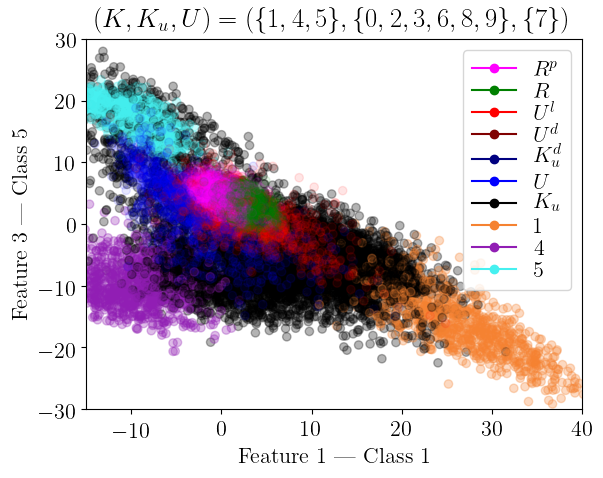 (K, K_u, U) = ({1, 4, 5}, {0, 2, 3, 6, 8, 9}, {7})
30
20
10
0
−10
−20
−30
Feature 3 — Class 5
R^p
R
U^l
U^d
K_u^d
U
K_u
1
4
5
−10 0 10 20 30 40
Feature 1 — Class 1